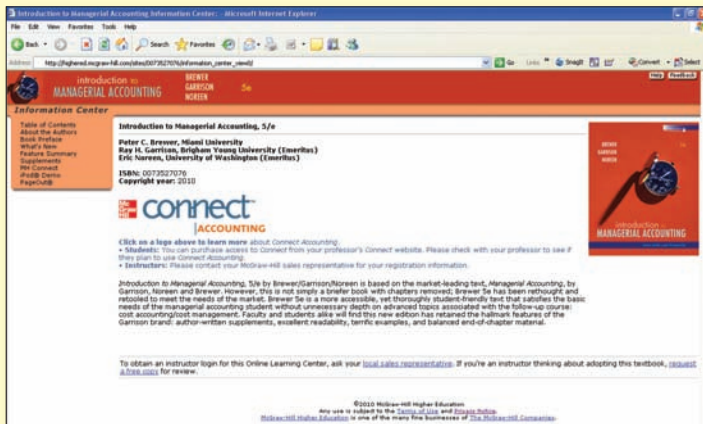 Introduction to Managerial Accounting Information Center: Microsoft Internet Explorer
File Edit View Favorites Tools Help
Back Search Favorites
Address http://highered.mcgraw-hill.com/sites/0073527076/information_center_view0/ Go Links SnagIt Convert Select
introduction to
MANAGERIAL ACCOUNTING
BREWER
GARRISON
NOREEN
5e
Help Feedback
Information Center
Table of Contents
About the Authors
Book Preface
What's New
Feature Summary
Supplements
MH Connect
iPod® Demo
PageOut®
Introduction to Managerial Accounting, 5/e
Peter C. Brewer, Miami University
Ray H. Garrison, Brigham Young University (Emeritus)
Eric Noreen, University of Washington (Emeritus)
ISBN: 0073527076
Copyright year: 2010
Mc
Graw
Hill
connect
ACCOUNTING
BREWER
GARRISON
NOREEN
introduction to
MANAGERIAL ACCOUNTING
Click on a logo above to learn more about Connect Accounting.
• Students: You can purchase access to Connect from your professor's Connect website. Please check with your professor to see if
they plan to use Connect Accounting.
• Instructors: Please contact your McGraw-Hill sales representative for your registration information.
Introduction to Managerial Accounting, 5/e by Brewer/Garrison/Noreen is based on the market-leading text, Managerial Accounting, by
Garrison, Noreen and Brewer. However, this is not simply a briefer book with chapters removed; Brewer 5e has been rethought and
retooled to meet the needs of the market. Brewer 5e is a more accessible, yet thoroughly student-friendly text that satisfies the basic
needs of the managerial accounting student without unnecessary depth on advanced topics associated with the follow-up course:
cost accounting/cost management. Faculty and students alike will find this new edition has retained the hallmark features of the
Garrison brand: author-written supplements, excellent readability, terrific examples, and balanced end-of-chapter material.
To obtain an instructor login for this Online Learning Center, ask your local sales representative. If you're an instructor thinking about adopting this textbook, request
a free copy for review.
©2010 McGraw-Hill Higher Education
Any use is subject to the Terms of Use and Privacy Notice.
McGraw-Hill Higher Education is one of the many fine businesses of The McGraw-Hill Companies.